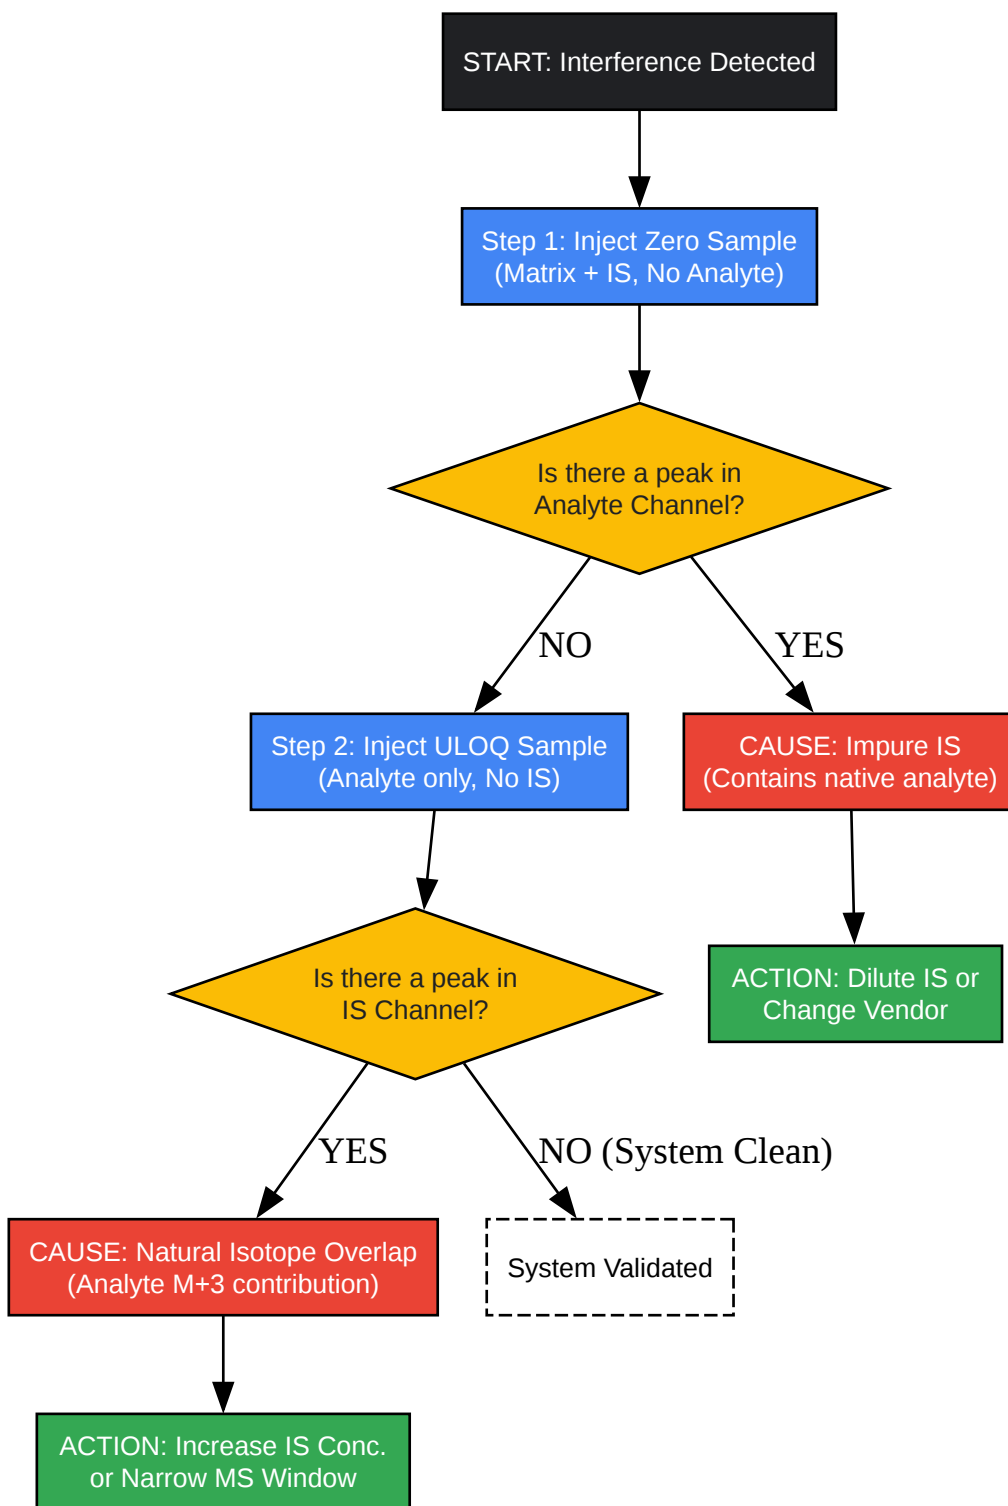 START: Interference Detected
Step 1: Inject Zero Sample
(Matrix + IS, No Analyte)
Is there a peak in
Analyte Channel?
NO
YES
Step 2: Inject ULOQ Sample
(Analyte only, No IS)
CAUSE: Impure IS
(Contains native analyte)
Is there a peak in
IS Channel?
ACTION: Dilute IS or
Change Vendor
YES
NO (System Clean)
CAUSE: Natural Isotope Overlap
(Analyte M+3 contribution)
System Validated
ACTION: Increase IS Conc.
or Narrow MS Window